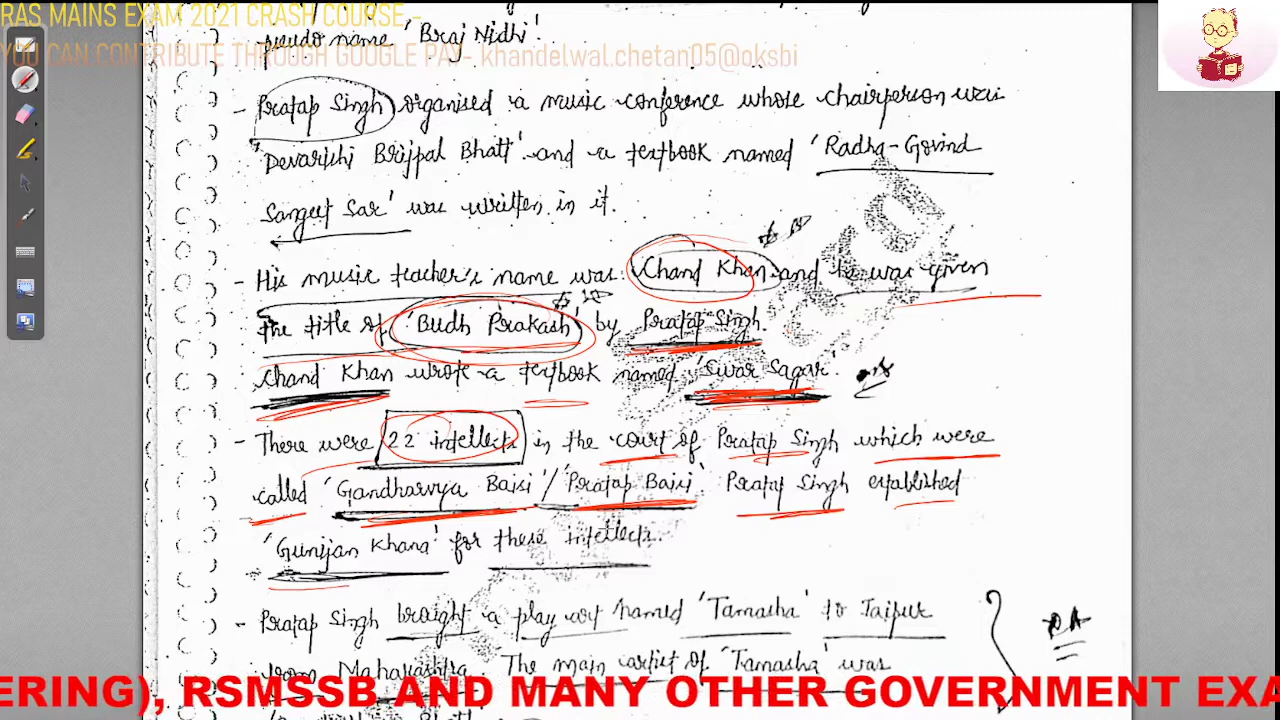 RAS MAINS EXAM 2021 CRASH COURSE -
pseudo name 'Braj Nidhi'.
YOU CAN CONTRIBUTE THROUGH GOOGLE PAY- khandelwal.chetan05@oksbi
- Pratap Singh organised a music conference whose chairperson was
'Devarishi Brijpal Bhatt' and a textbook named 'Radha-Govind
Sangeet Sar' was written in it.
- His music teacher's name was Chand Khan and he was given
the title of 'Budh Prakash' by Pratap Singh.
Chand Khan wrote a textbook named 'Swar Sagar'.
- There were 22 intellects in the court of Pratap Singh which were
called 'Gandharvya Baisi'/'Pratap Baisi' Pratap Singh established
'Gunijan Khana' for these intellects.
- Pratap Singh braight a play art named 'Tamasha' to Jaipur
from Maharashtra. The main artist of 'Tamasha' was
ERING), RSMSSB AND MANY OTHER GOVERNMENT EXA
Bhatt